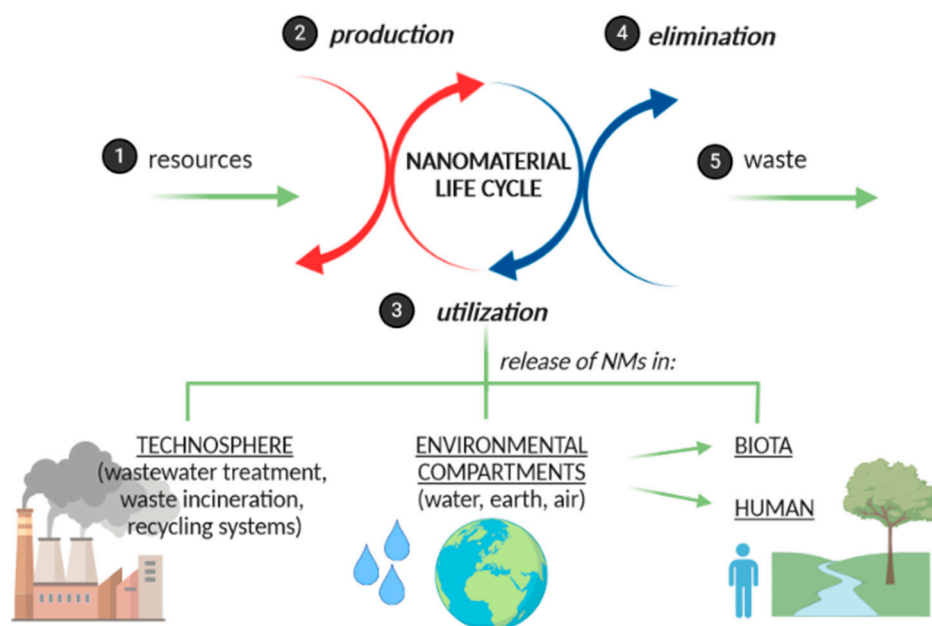 2 production
4 elimination
1 resources
NANOMATERIAL
LIFE CYCLE
5 waste
3 utilization
release of NMs in:
TECHNOSPHERE
(wastewater treatment,
waste incineration,
recycling systems)
ENVIRONMENTAL
COMPARTMENTS
(water, earth, air)
BIOTA
HUMAN